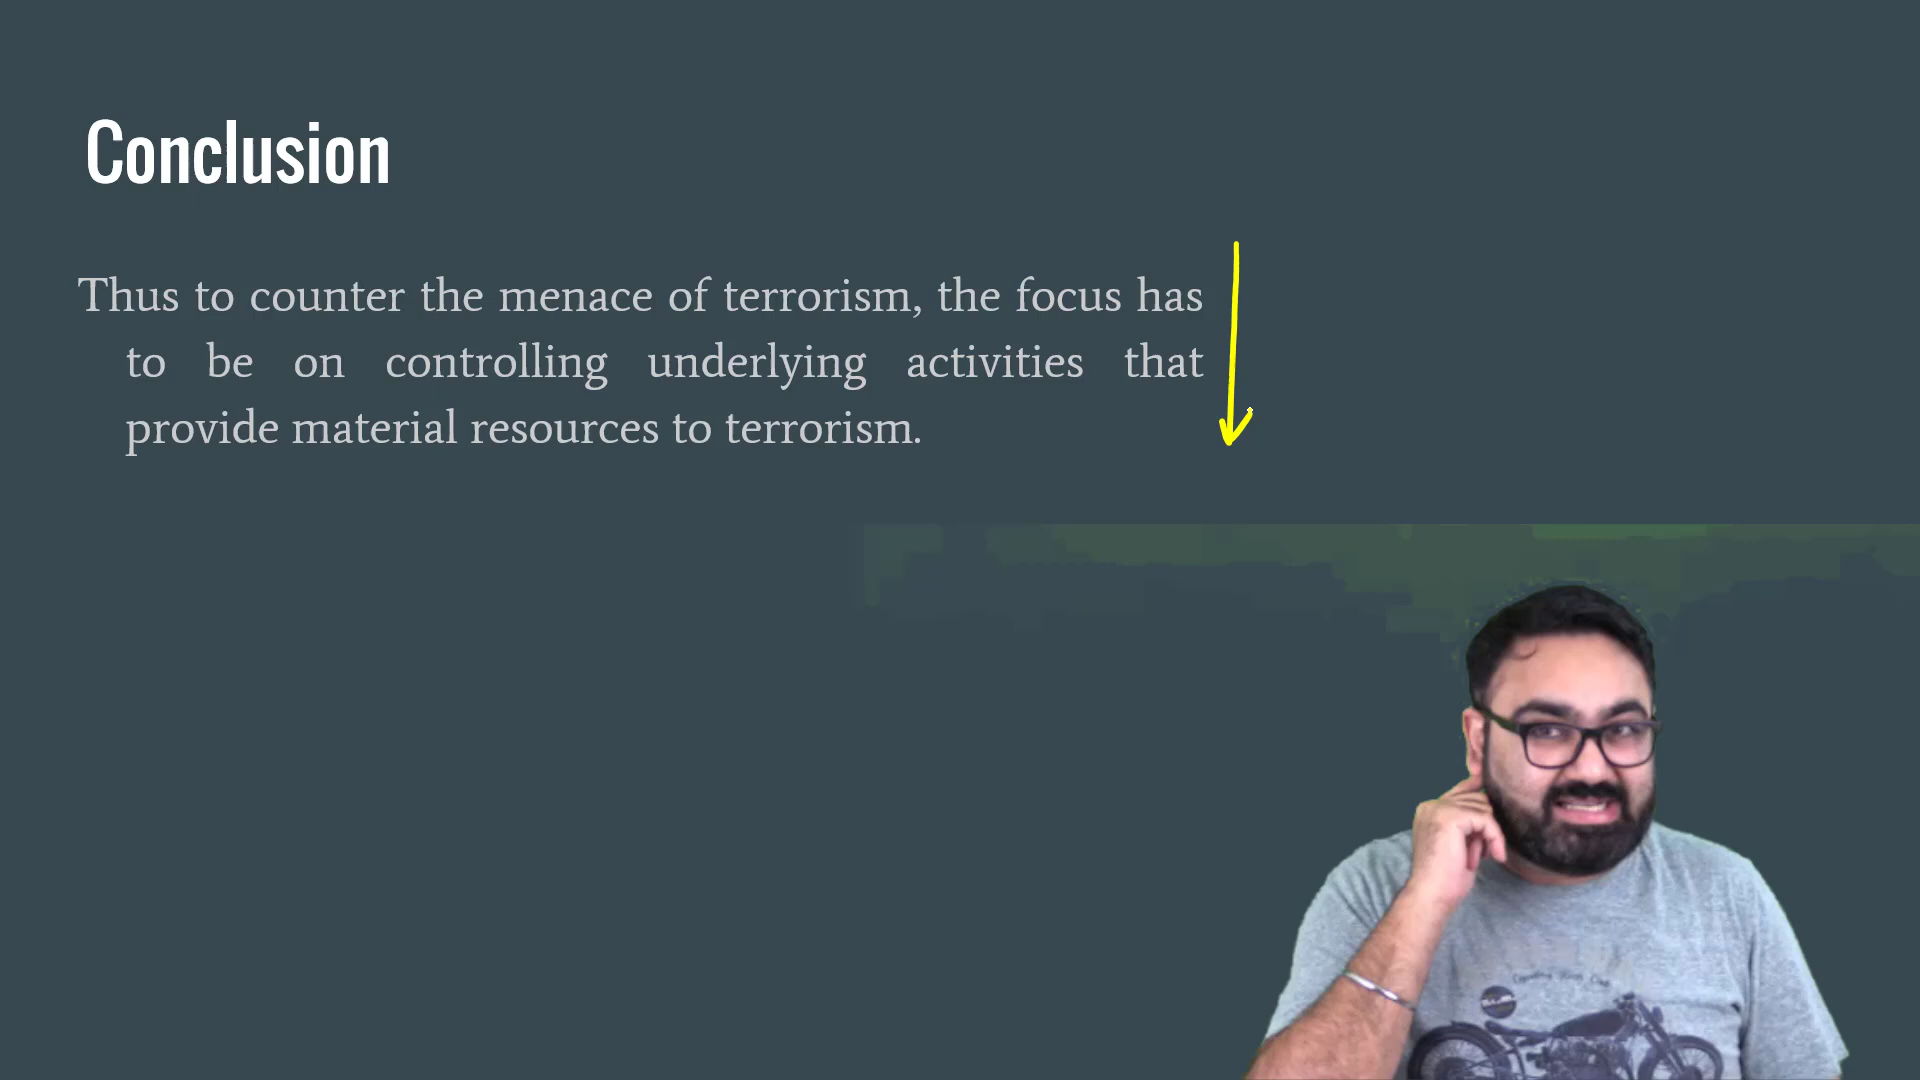 Conclusion
Thus to counter the menace of terrorism, the focus has
to be on controlling underlying activities that
provide material resources to terrorism.